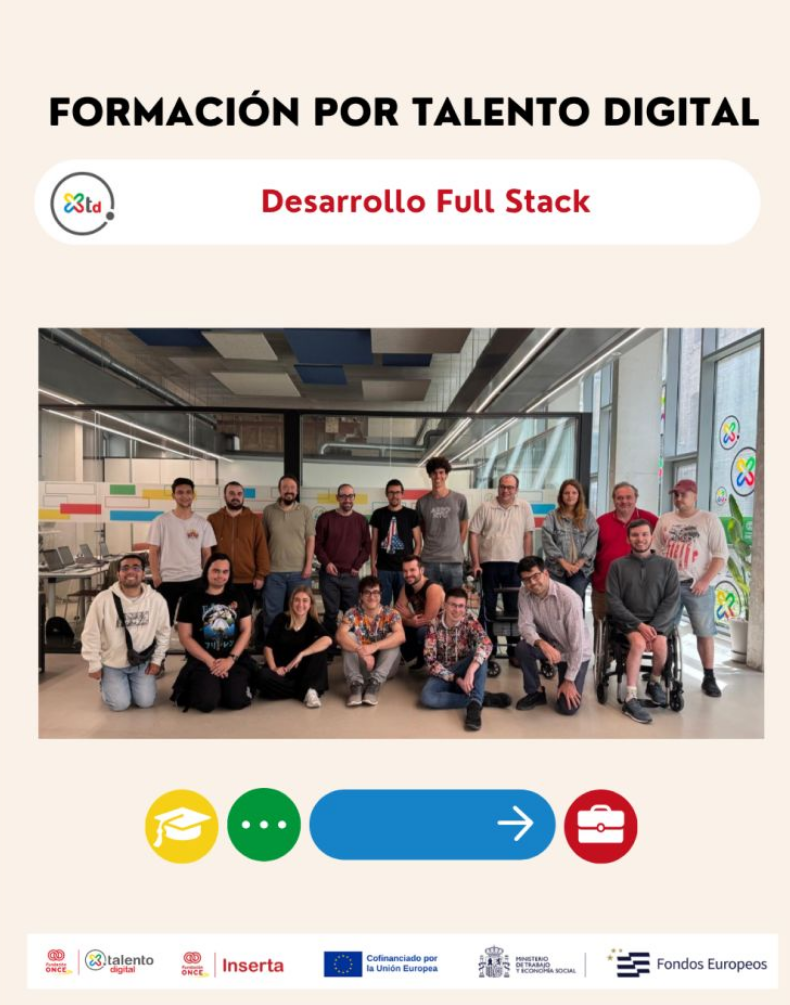 FORMACIÓN POR TALENTO DIGITAL
td
Desarrollo Full Stack
Fundación
ONCE
talento
digital
Fundación
ONCE
Inserta
Cofinanciado por
la Unión Europea
MINISTERIO
DE TRABAJO
Y ECONOMÍA SOCIAL
Fondos Europeos